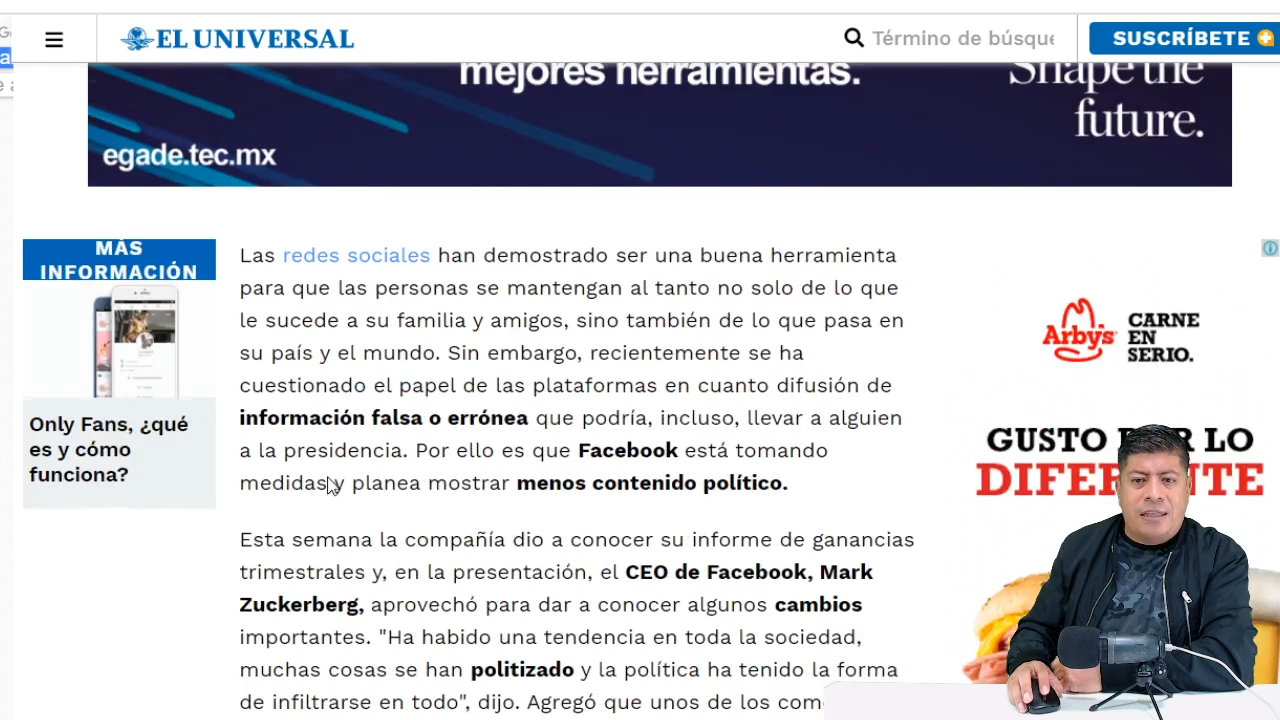 EL UNIVERSAL
Término de búsque
SUSCRÍBETE
mejores herramientas.
Shape the
future.
egade.tec.mx
MÁS
INFORMACIÓN
Only Fans, ¿qué
es y cómo
funciona?
Las redes sociales han demostrado ser una buena herramienta
para que las personas se mantengan al tanto no solo de lo que
le sucede a su familia y amigos, sino también de lo que pasa en
su país y el mundo. Sin embargo, recientemente se ha
cuestionado el papel de las plataformas en cuanto difusión de
información falsa o errónea que podría, incluso, llevar a alguien
a la presidencia. Por ello es que Facebook está tomando
medidas y planea mostrar menos contenido político.
Esta semana la compañía dio a conocer su informe de ganancias
trimestrales y, en la presentación, el CEO de Facebook, Mark
Zuckerberg, aprovechó para dar a conocer algunos cambios
importantes. "Ha habido una tendencia en toda la sociedad,
muchas cosas se han politizado y la política ha tenido la forma
de infiltrarse en todo", dijo. Agregó que unos de los com
Arby's
CARNE
EN
SERIO.
GUSTO POR LO
DIFERENTE